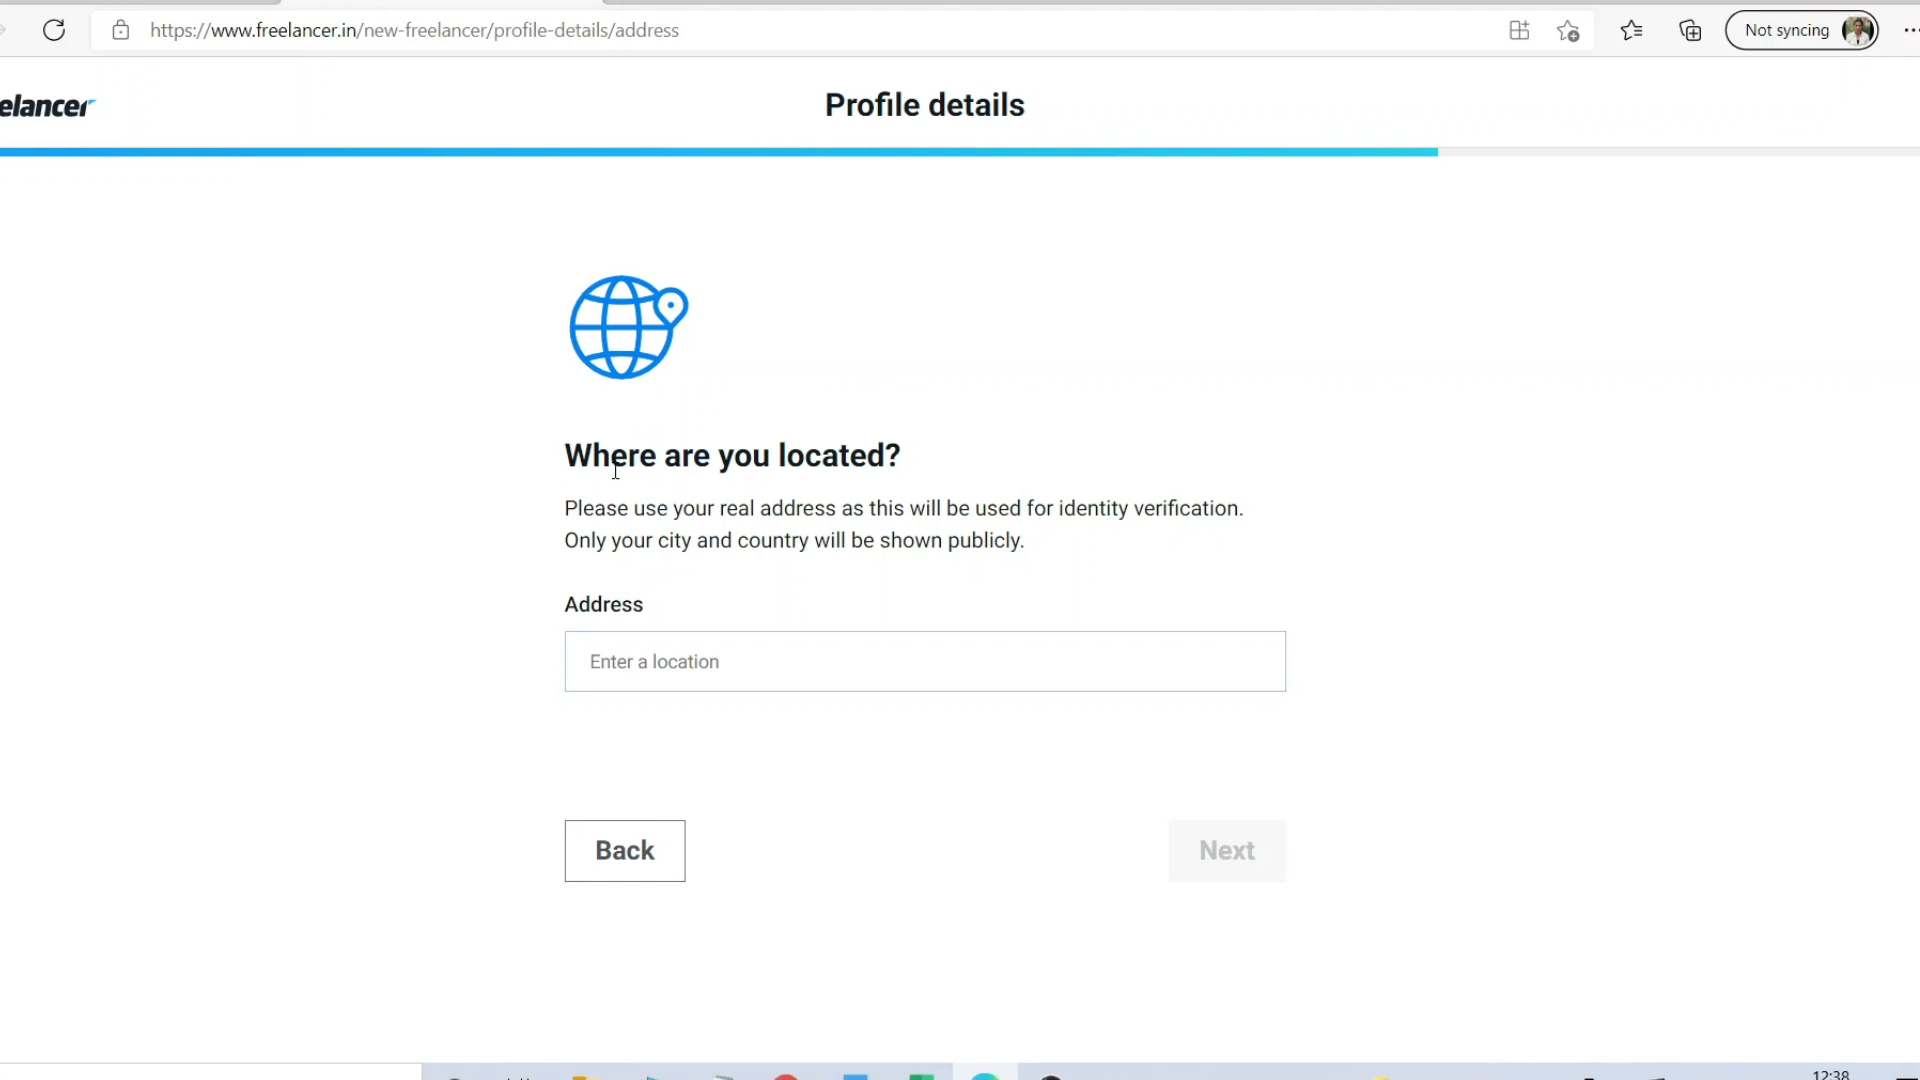 https://www.freelancer.in/new-freelancer/profile-details/address
Not syncing
elancer
Profile details
Where are you located?
Please use your real address as this will be used for identity verification.
Only your city and country will be shown publicly.
Address
Enter a location
Back
Next
12:38